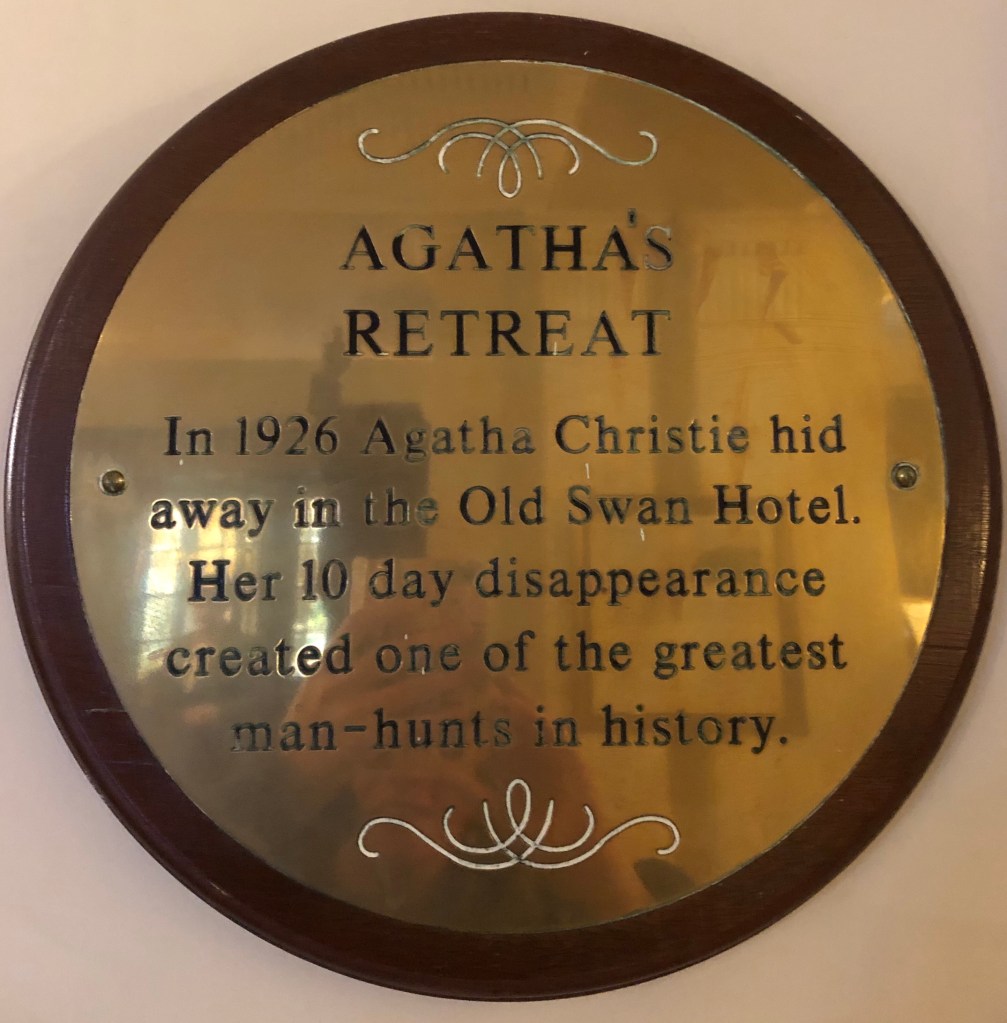 AGATHA'S
RETREAT
In 1926 Agatha Christie hid
away in the Old Swan Hotel.
Her 10 day disappearance
created one of the greatest
man-hunts in history.